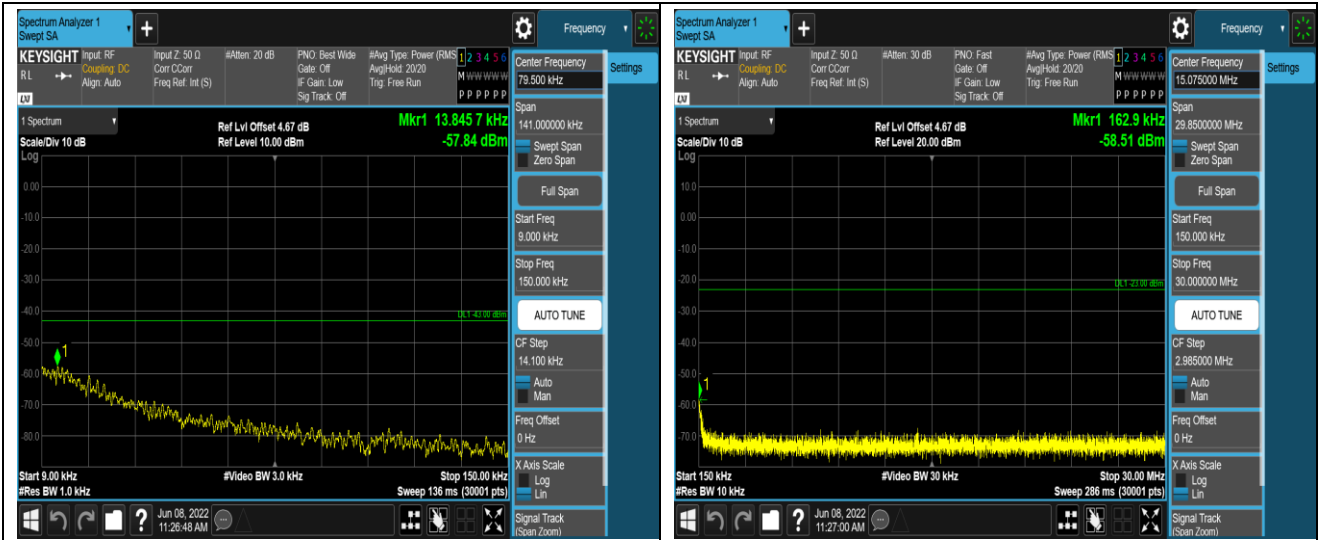 Spectrum Analyzer 1
Swept SA
Frequency
KEYSIGHT
Input: RF
Input Z: 50 Ω
#Atten: 20 dB
PNO: Best Wide
#Avg Type: Power (RMS
1 2 3 4 5 6
RL
Coupling: DC
Corr CCorr
Gate: Off
Avg|Hold: 20/20
M W W W W W
Align: Auto
Freq Ref: Int (S)
IF Gain: Low
Trig: Free Run
Sig Track: Off
P P P P P P
LXI
Center Frequency
79.500 kHz
Settings
Span
141.000000 kHz
Swept Span
Zero Span
Full Span
Start Freq
9.000 kHz
Stop Freq
150.000 kHz
AUTO TUNE
CF Step
14.100 kHz
Auto
Man
Freq Offset
0 Hz
X Axis Scale
Log
Lin
Signal Track
(Span Zoom)
1 Spectrum
Ref Lvl Offset 4.67 dB
Mkr1 13.845 7 kHz
Scale/Div 10 dB
Ref Level 10.00 dBm
-57.84 dBm
Log
0.00
-10.0
-20.0
-30.0
DL1 -43.00 dBm
-40.0
-50.0
1
-60.0
-70.0
-80.0
Start 9.00 kHz
#Video BW 3.0 kHz
Stop 150.00 kHz
#Res BW 1.0 kHz
Sweep 136 ms (30001 pts)
?
Jun 08, 2022
11:26:48 AM
Spectrum Analyzer 1
Swept SA
Frequency
KEYSIGHT
Input: RF
Input Z: 50 Ω
#Atten: 30 dB
PNO: Fast
#Avg Type: Power (RMS
1 2 3 4 5 6
RL
Coupling: DC
Corr CCorr
Gate: Off
Avg|Hold: 20/20
M W W W W W
Align: Auto
Freq Ref: Int (S)
IF Gain: Low
Trig: Free Run
Sig Track: Off
P P P P P P
LXI
Center Frequency
15.075000 MHz
Settings
Span
29.8500000 MHz
Swept Span
Zero Span
Full Span
Start Freq
150.000 kHz
Stop Freq
30.000000 MHz
AUTO TUNE
CF Step
2.985000 MHz
Auto
Man
Freq Offset
0 Hz
X Axis Scale
Log
Lin
Signal Track
(Span Zoom)
1 Spectrum
Ref Lvl Offset 4.67 dB
Mkr1 162.9 kHz
Scale/Div 10 dB
Ref Level 20.00 dBm
-58.51 dBm
Log
10.0
0.00
-10.0
-20.0
DL1 -23.00 dBm
-30.0
-40.0
-50.0
1
-60.0
-70.0
Start 150 kHz
#Video BW 30 kHz
Stop 30.00 MHz
#Res BW 10 kHz
Sweep 286 ms (30001 pts)
?
Jun 08, 2022
11:27:00 AM